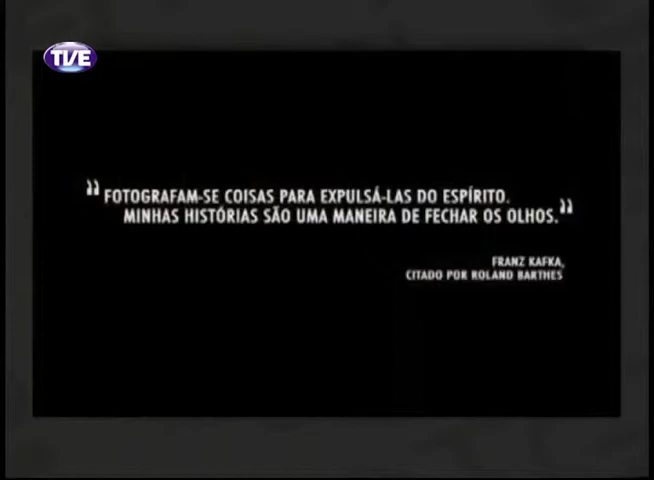 TVE
"FOTOGRAFAM-SE COISAS PARA EXPULSÁ-LAS DO ESPÍRITO.
MINHAS HISTÓRIAS SÃO UMA MANEIRA DE FECHAR OS OLHOS."
FRANZ KAFKA,
CITADO POR ROLAND BARTHES